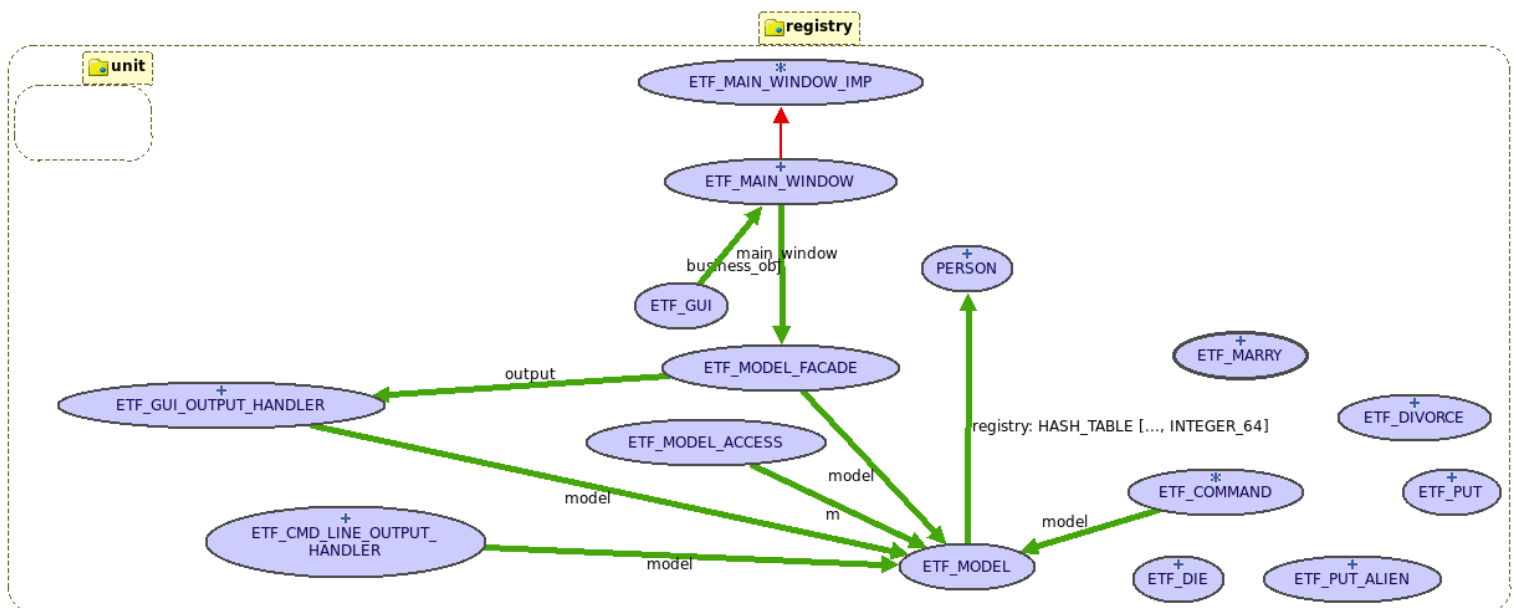 registry
unit
*
ETF_MAIN_WINDOW_IMP
+
ETF_MAIN_WINDOW
main_window
business_obj
+
PERSON
ETF_GUI
+
ETF_MARRY
ETF_MODEL_FACADE
output
+
ETF_GUI_OUTPUT_HANDLER
+
ETF_DIVORCE
registry: HASH_TABLE [..., INTEGER_64]
ETF_MODEL_ACCESS
model
*
ETF_COMMAND
+
ETF_PUT
model
m
model
+
ETF_CMD_LINE_OUTPUT_
HANDLER
model
ETF_MODEL
+
ETF_DIE
+
ETF_PUT_ALIEN